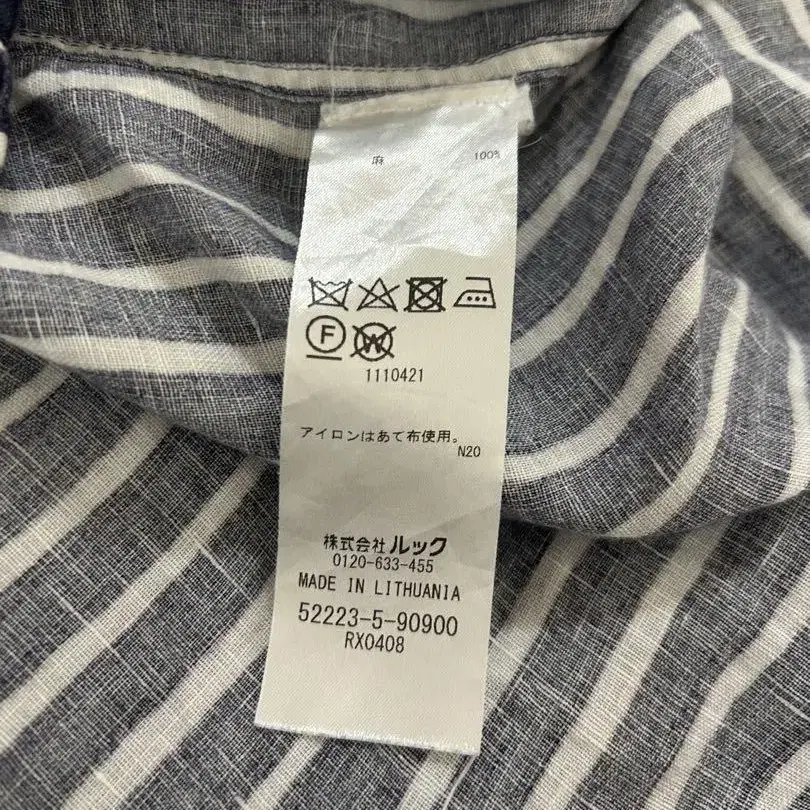 麻 100%
F W
1110421
アイロンはあて布使用。
N20
株式会社 ルック
0120-633-455
MADE IN LITHUANIA
52223-5-90900
RX0408